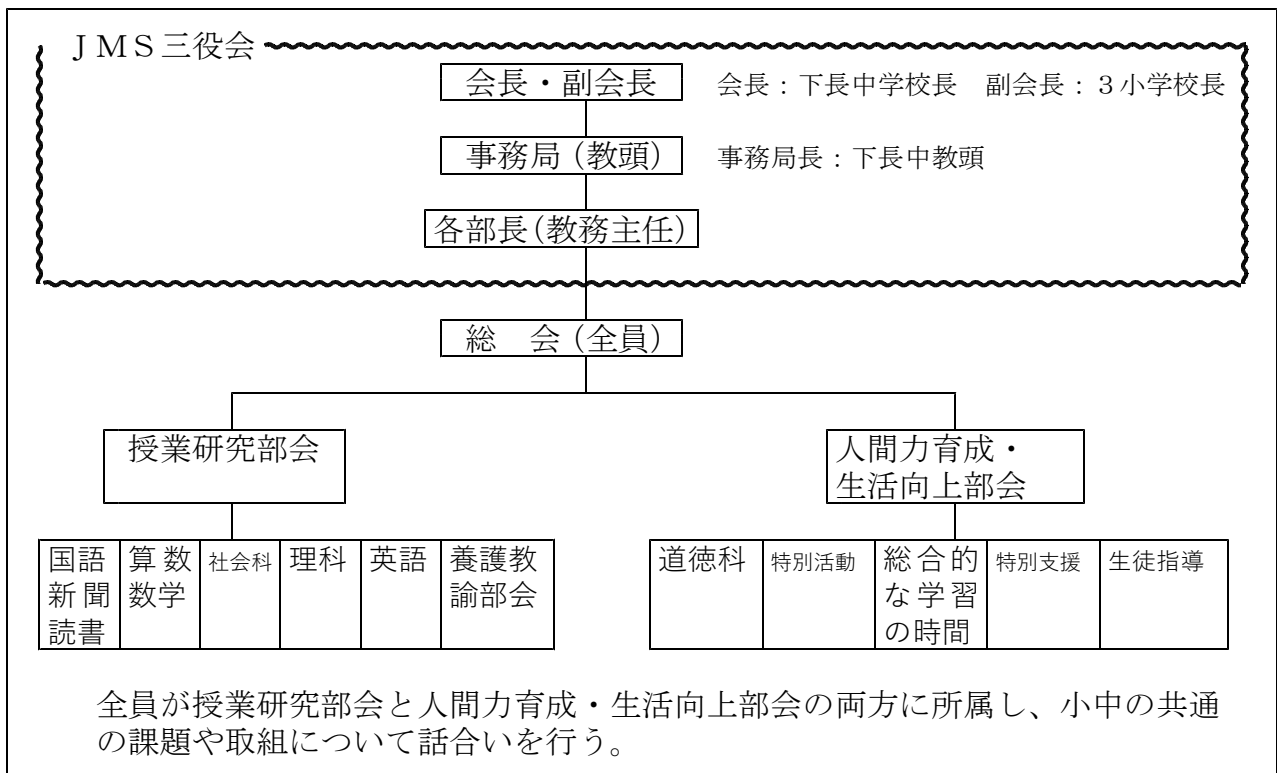 ＪＭＳ三役会
会長・副会長　会長：下長中学校長　副会長：３小学校長
事務局（教頭）　事務局長：下長中教頭
各部長（教務主任）
総　会（全員）
授業研究部会
人間力育成・
生活向上部会
国語
新聞
読書
算数
数学
社会科
理科
英語
養護教
諭部会
道徳科
特別活動
総合的
な学習
の時間
特別支援
生徒指導
全員が授業研究部会と人間力育成・生活向上部会の両方に所属し、小中の共通
の課題や取組について話合いを行う。